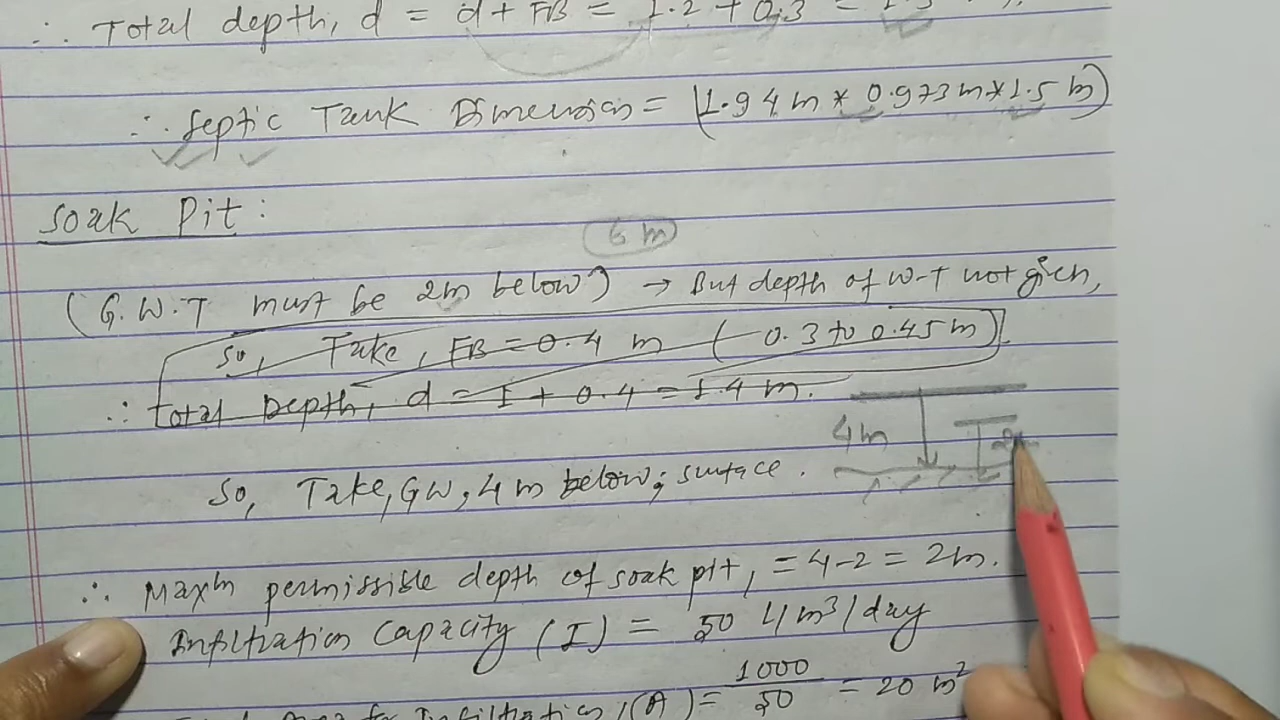 ∴ Total depth, d = d + FB = 1.2 + 0.3 = 1.5
∴ Septic Tank Dimension = (1.94 m * 0.973 m * 1.5 m)
Soak Pit :
6 m
(G.W.T must be 2m below) → But depth of W.T not given,
So, Take, FB = 0.4 m (0.3 to 0.45 m)
∴ total Depth, d = 1 + 0.4 = 1.4 m.
4m
So, Take, GW, 4 m below, surface.
∴ Maxm permissible depth of soak pit, = 4-2 = 2m.
Infiltration Capacity (I) = 50 l/m³/day
Infiltration, (A) = 1000/50 = 20 m²